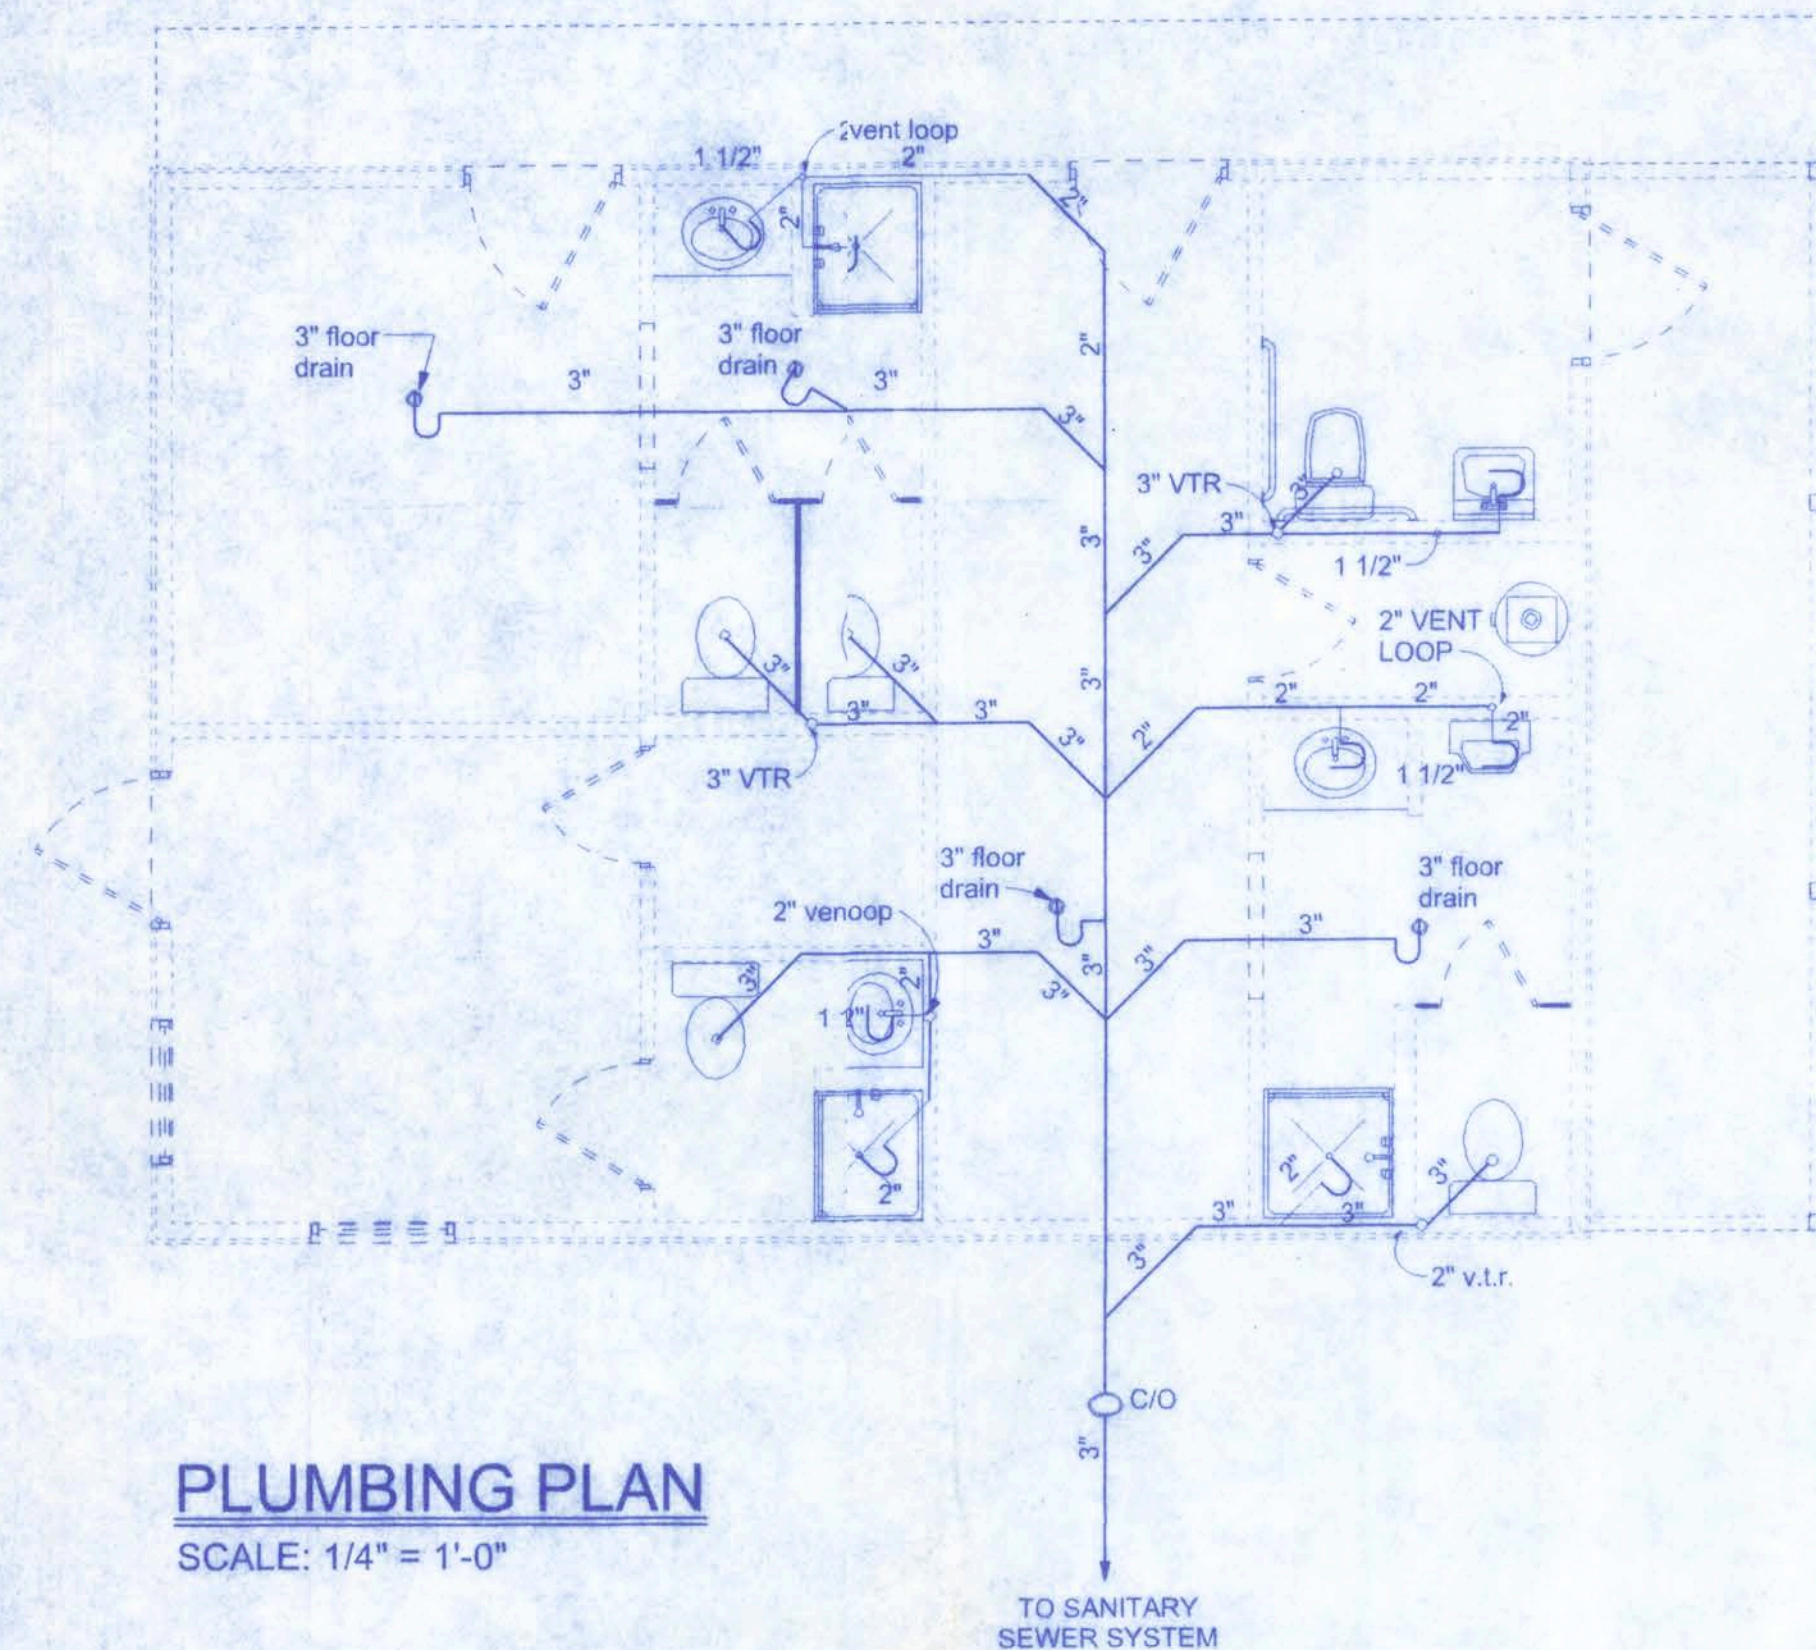 2vent loop
1 1/2"
2"
2"
2"
3" floor
drain
3" floor
drain
2"
3"
3"
3"
3" VTR
3"
3"
3"
3"
1 1/2"
2" VENT
LOOP
3"
3"
3"
3"
3"
2"
2"
2"
3"
2"
3" VTR
1 1/2"
3" floor
drain
3" floor
drain
2" venoop
3"
3"
3"
3"
3"
2"
3"
2"
2"
3"
3"
3"
3"
2" v.t.r.
C/O
3"
PLUMBING PLAN
SCALE: 1/4" = 1'-0"
TO SANITARY
SEWER SYSTEM